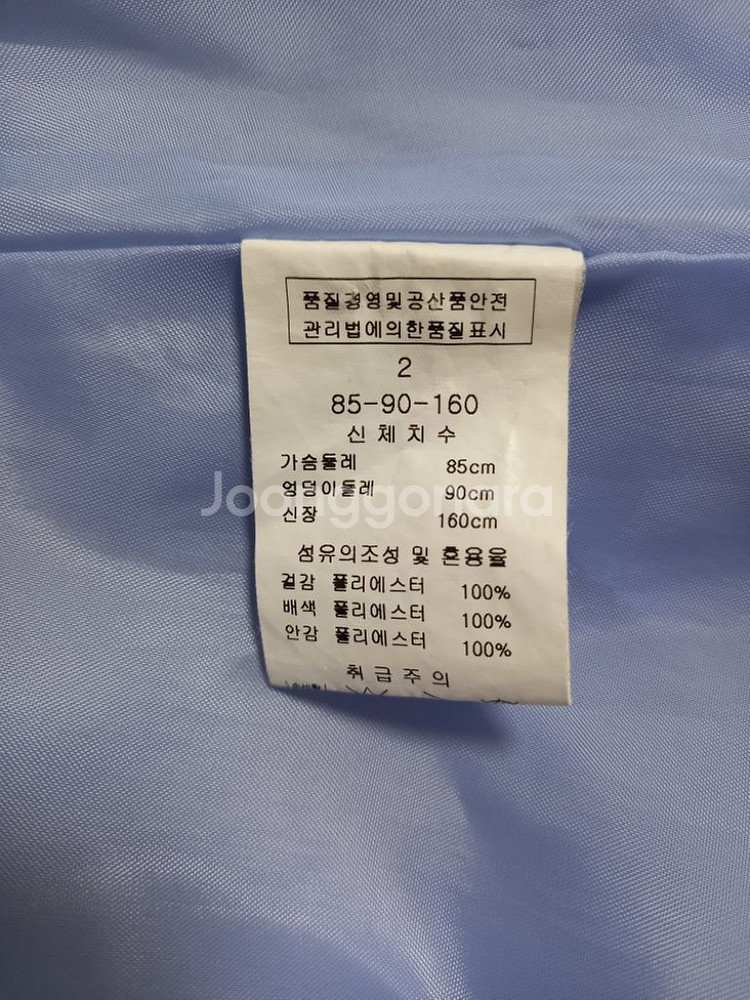 품질경영및공산품안전
관리법에의한품질표시
2
85-90-160
신체치수
가슴둘레 85cm
엉덩이둘레 90cm
신장 160cm
Joonggonara
섬유의조성 및 혼용율
겉감 폴리에스터 100%
배색 폴리에스터 100%
안감 폴리에스터 100%
취급주의